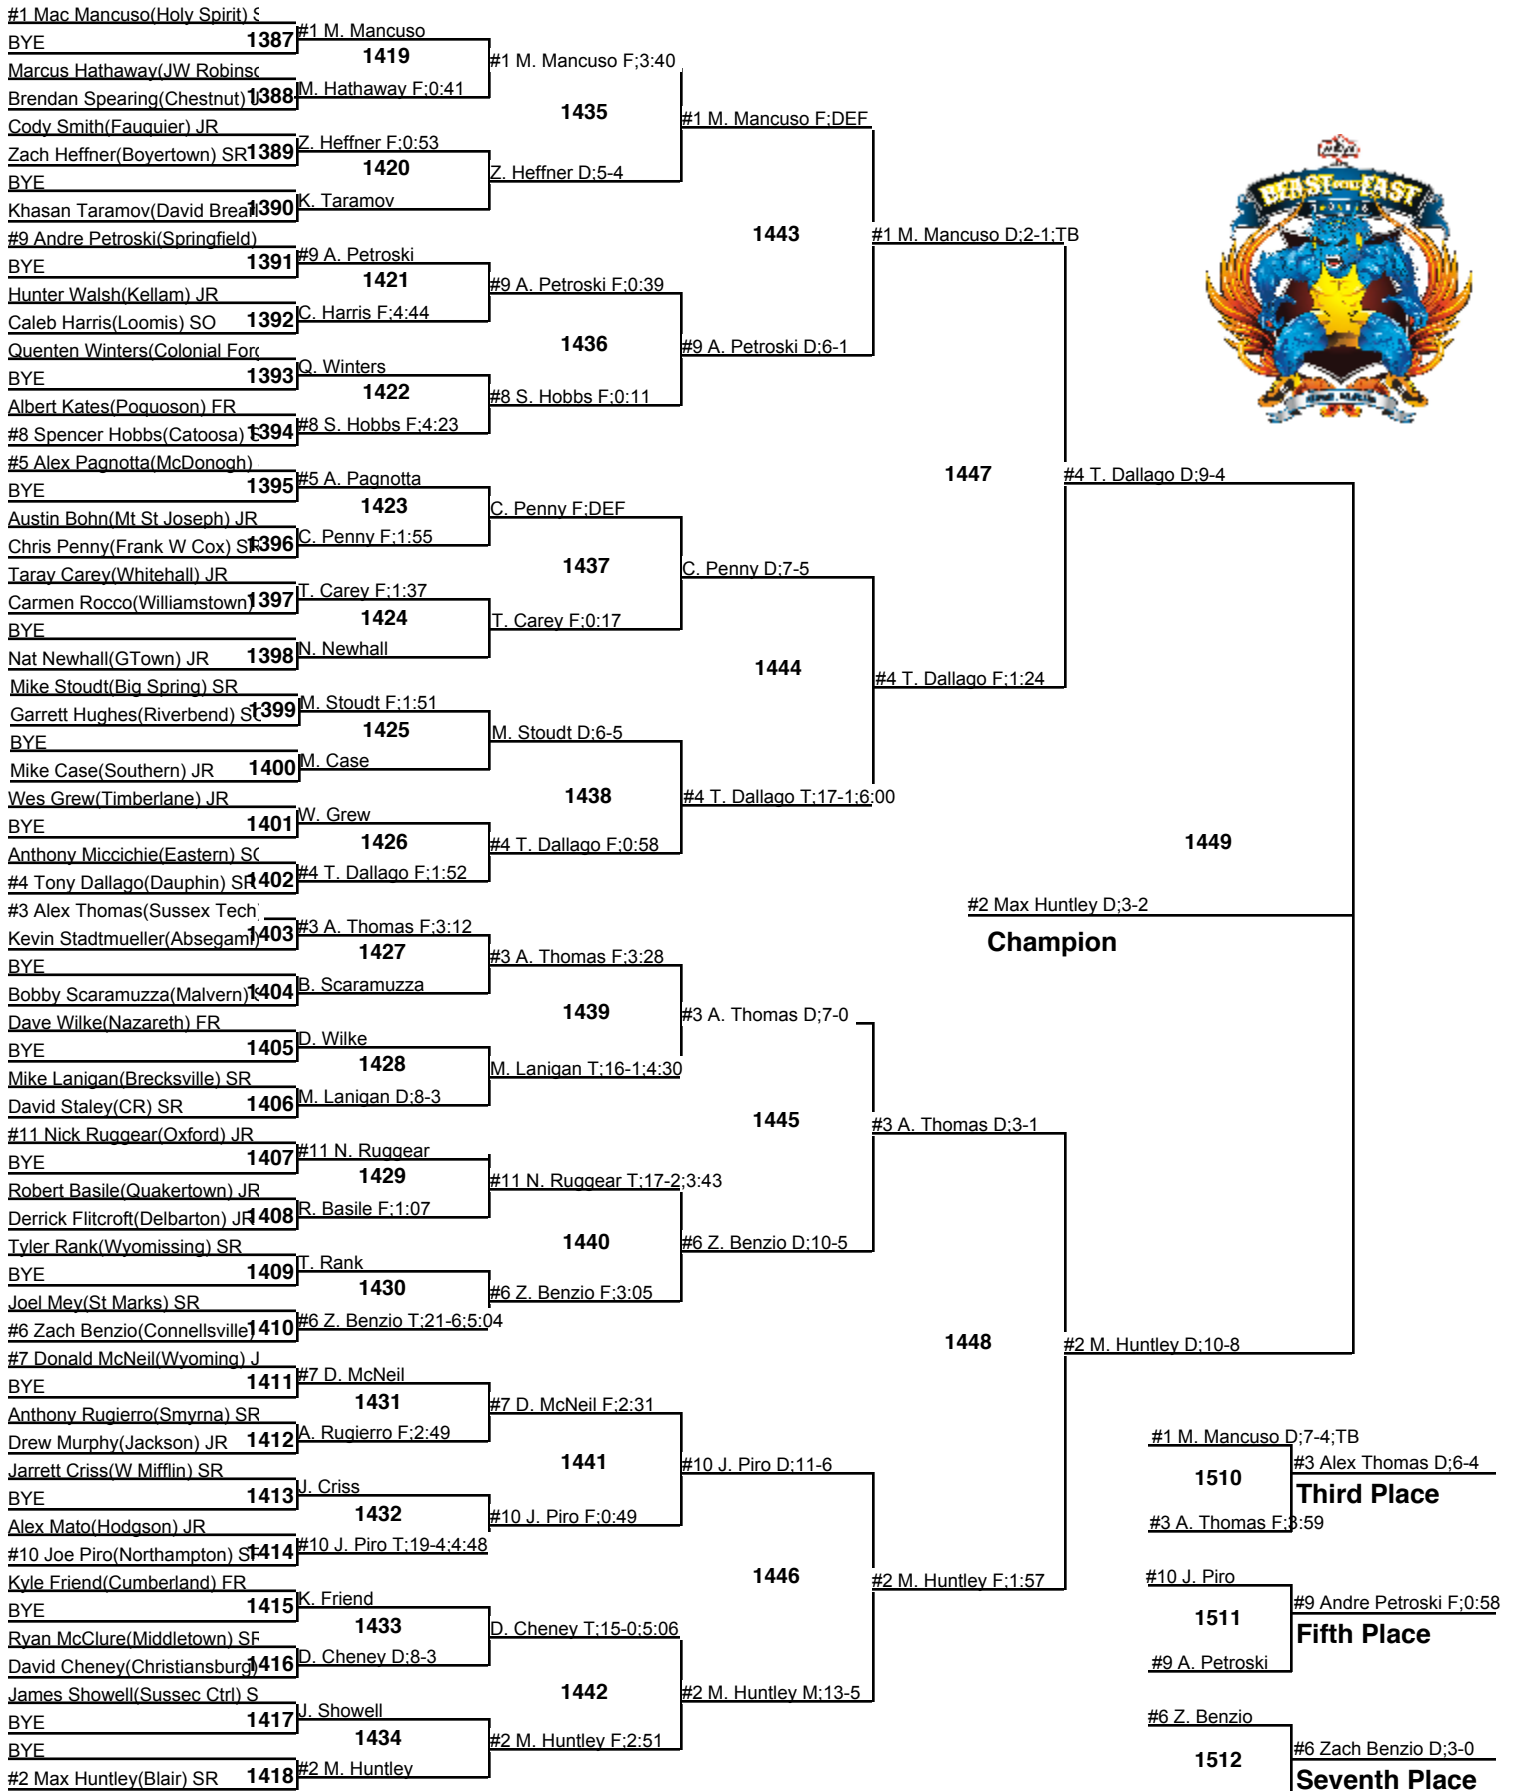 #1 Mac Mancuso(Holy Spirit) S
BYE
1387
Marcus Hathaway(JW Robinsc
Brendan Spearing(Chestnut) J
1388
Cody Smith(Fauquier) JR
Zach Heffner(Boyertown) SR
1389
BYE
Khasan Taramov(David Brearl
1390
#9 Andre Petroski(Springfield)
BYE
1391
Hunter Walsh(Kellam) JR
Caleb Harris(Loomis) SO
1392
Quenten Winters(Colonial Forg
BYE
1393
Albert Kates(Poquoson) FR
#8 Spencer Hobbs(Catoosa) S
1394
#5 Alex Pagnotta(McDonogh)
BYE
1395
Austin Bohn(Mt St Joseph) JR
Chris Penny(Frank W Cox) SR
1396
Taray Carey(Whitehall) JR
Carmen Rocco(Williamstown)
1397
BYE
Nat Newhall(GTown) JR
1398
Mike Stoudt(Big Spring) SR
Garrett Hughes(Riverbend) SO
1399
BYE
Mike Case(Southern) JR
1400
Wes Grew(Timberlane) JR
BYE
1401
Anthony Miccichie(Eastern) SO
#4 Tony Dallago(Dauphin) SR
1402
#3 Alex Thomas(Sussex Tech)
Kevin Stadtmueller(Absegami)
1403
BYE
Bobby Scaramuzza(Malvern) S
1404
Dave Wilke(Nazareth) FR
BYE
1405
Mike Lanigan(Brecksville) SR
David Staley(CR) SR
1406
#11 Nick Ruggear(Oxford) JR
BYE
1407
Robert Basile(Quakertown) JR
Derrick Flitcroft(Delbarton) JR
1408
Tyler Rank(Wyomissing) SR
BYE
1409
Joel Mey(St Marks) SR
#6 Zach Benzio(Connellsville)
1410
#7 Donald McNeil(Wyoming) J
BYE
1411
Anthony Rugierro(Smyrna) SR
Drew Murphy(Jackson) JR
1412
Jarrett Criss(W Mifflin) SR
BYE
1413
Alex Mato(Hodgson) JR
#10 Joe Piro(Northampton) SR
1414
Kyle Friend(Cumberland) FR
BYE
1415
Ryan McClure(Middletown) SR
David Cheney(Christiansburg)
1416
James Showell(Sussec Ctrl) S
BYE
1417
BYE
#2 Max Huntley(Blair) SR
1418
#1 M. Mancuso
1419
M. Hathaway F;0:41
Z. Heffner F;0:53
1420
K. Taramov
#9 A. Petroski
1421
C. Harris F;4:44
Q. Winters
1422
#8 S. Hobbs F;4:23
#5 A. Pagnotta
1423
C. Penny F;1:55
T. Carey F;1:37
1424
N. Newhall
M. Stoudt F;1:51
1425
M. Case
W. Grew
1426
#4 T. Dallago F;1:52
#3 A. Thomas F;3:12
1427
B. Scaramuzza
D. Wilke
1428
M. Lanigan D;8-3
#11 N. Ruggear
1429
R. Basile F;1:07
T. Rank
1430
#6 Z. Benzio T;21-6;5:04
#7 D. McNeil
1431
A. Rugierro F;2:49
J. Criss
1432
#10 J. Piro T;19-4;4:48
K. Friend
1433
D. Cheney D;8-3
J. Showell
1434
#2 M. Huntley
#1 M. Mancuso F;3:40
1435
Z. Heffner D;5-4
#9 A. Petroski F;0:39
1436
#8 S. Hobbs F;0:11
C. Penny F;DEF
1437
T. Carey F;0:17
M. Stoudt D;6-5
1438
#4 T. Dallago F;0:58
#3 A. Thomas F;3:28
1439
M. Lanigan T;16-1;4:30
#11 N. Ruggear T;17-2;3:43
1440
#6 Z. Benzio F;3:05
#7 D. McNeil F;2:31
1441
#10 J. Piro F;0:49
D. Cheney T;15-0;5:06
1442
#2 M. Huntley F;2:51
#1 M. Mancuso F;DEF
1443
#9 A. Petroski D;6-1
C. Penny D;7-5
1444
#4 T. Dallago T;17-1;6:00
#3 A. Thomas D;7-0
1445
#6 Z. Benzio D;10-5
#10 J. Piro D;11-6
1446
#2 M. Huntley M;13-5
#1 M. Mancuso D;2-1;TB
1447
#4 T. Dallago F;1:24
#3 A. Thomas D;3-1
1448
#2 M. Huntley F;1:57
#4 T. Dallago D;9-4
1449
#2 M. Huntley D;10-8
#2 Max Huntley D;3-2
Champion
BEAST OF THE EAST
#1 M. Mancuso D;7-4;TB
1510
#3 A. Thomas F;3:59
#3 Alex Thomas D;6-4
Third Place
#10 J. Piro
1511
#9 A. Petroski
#9 Andre Petroski F;0:58
Fifth Place
#6 Z. Benzio
1512
#6 Zach Benzio D;3-0
Seventh Place